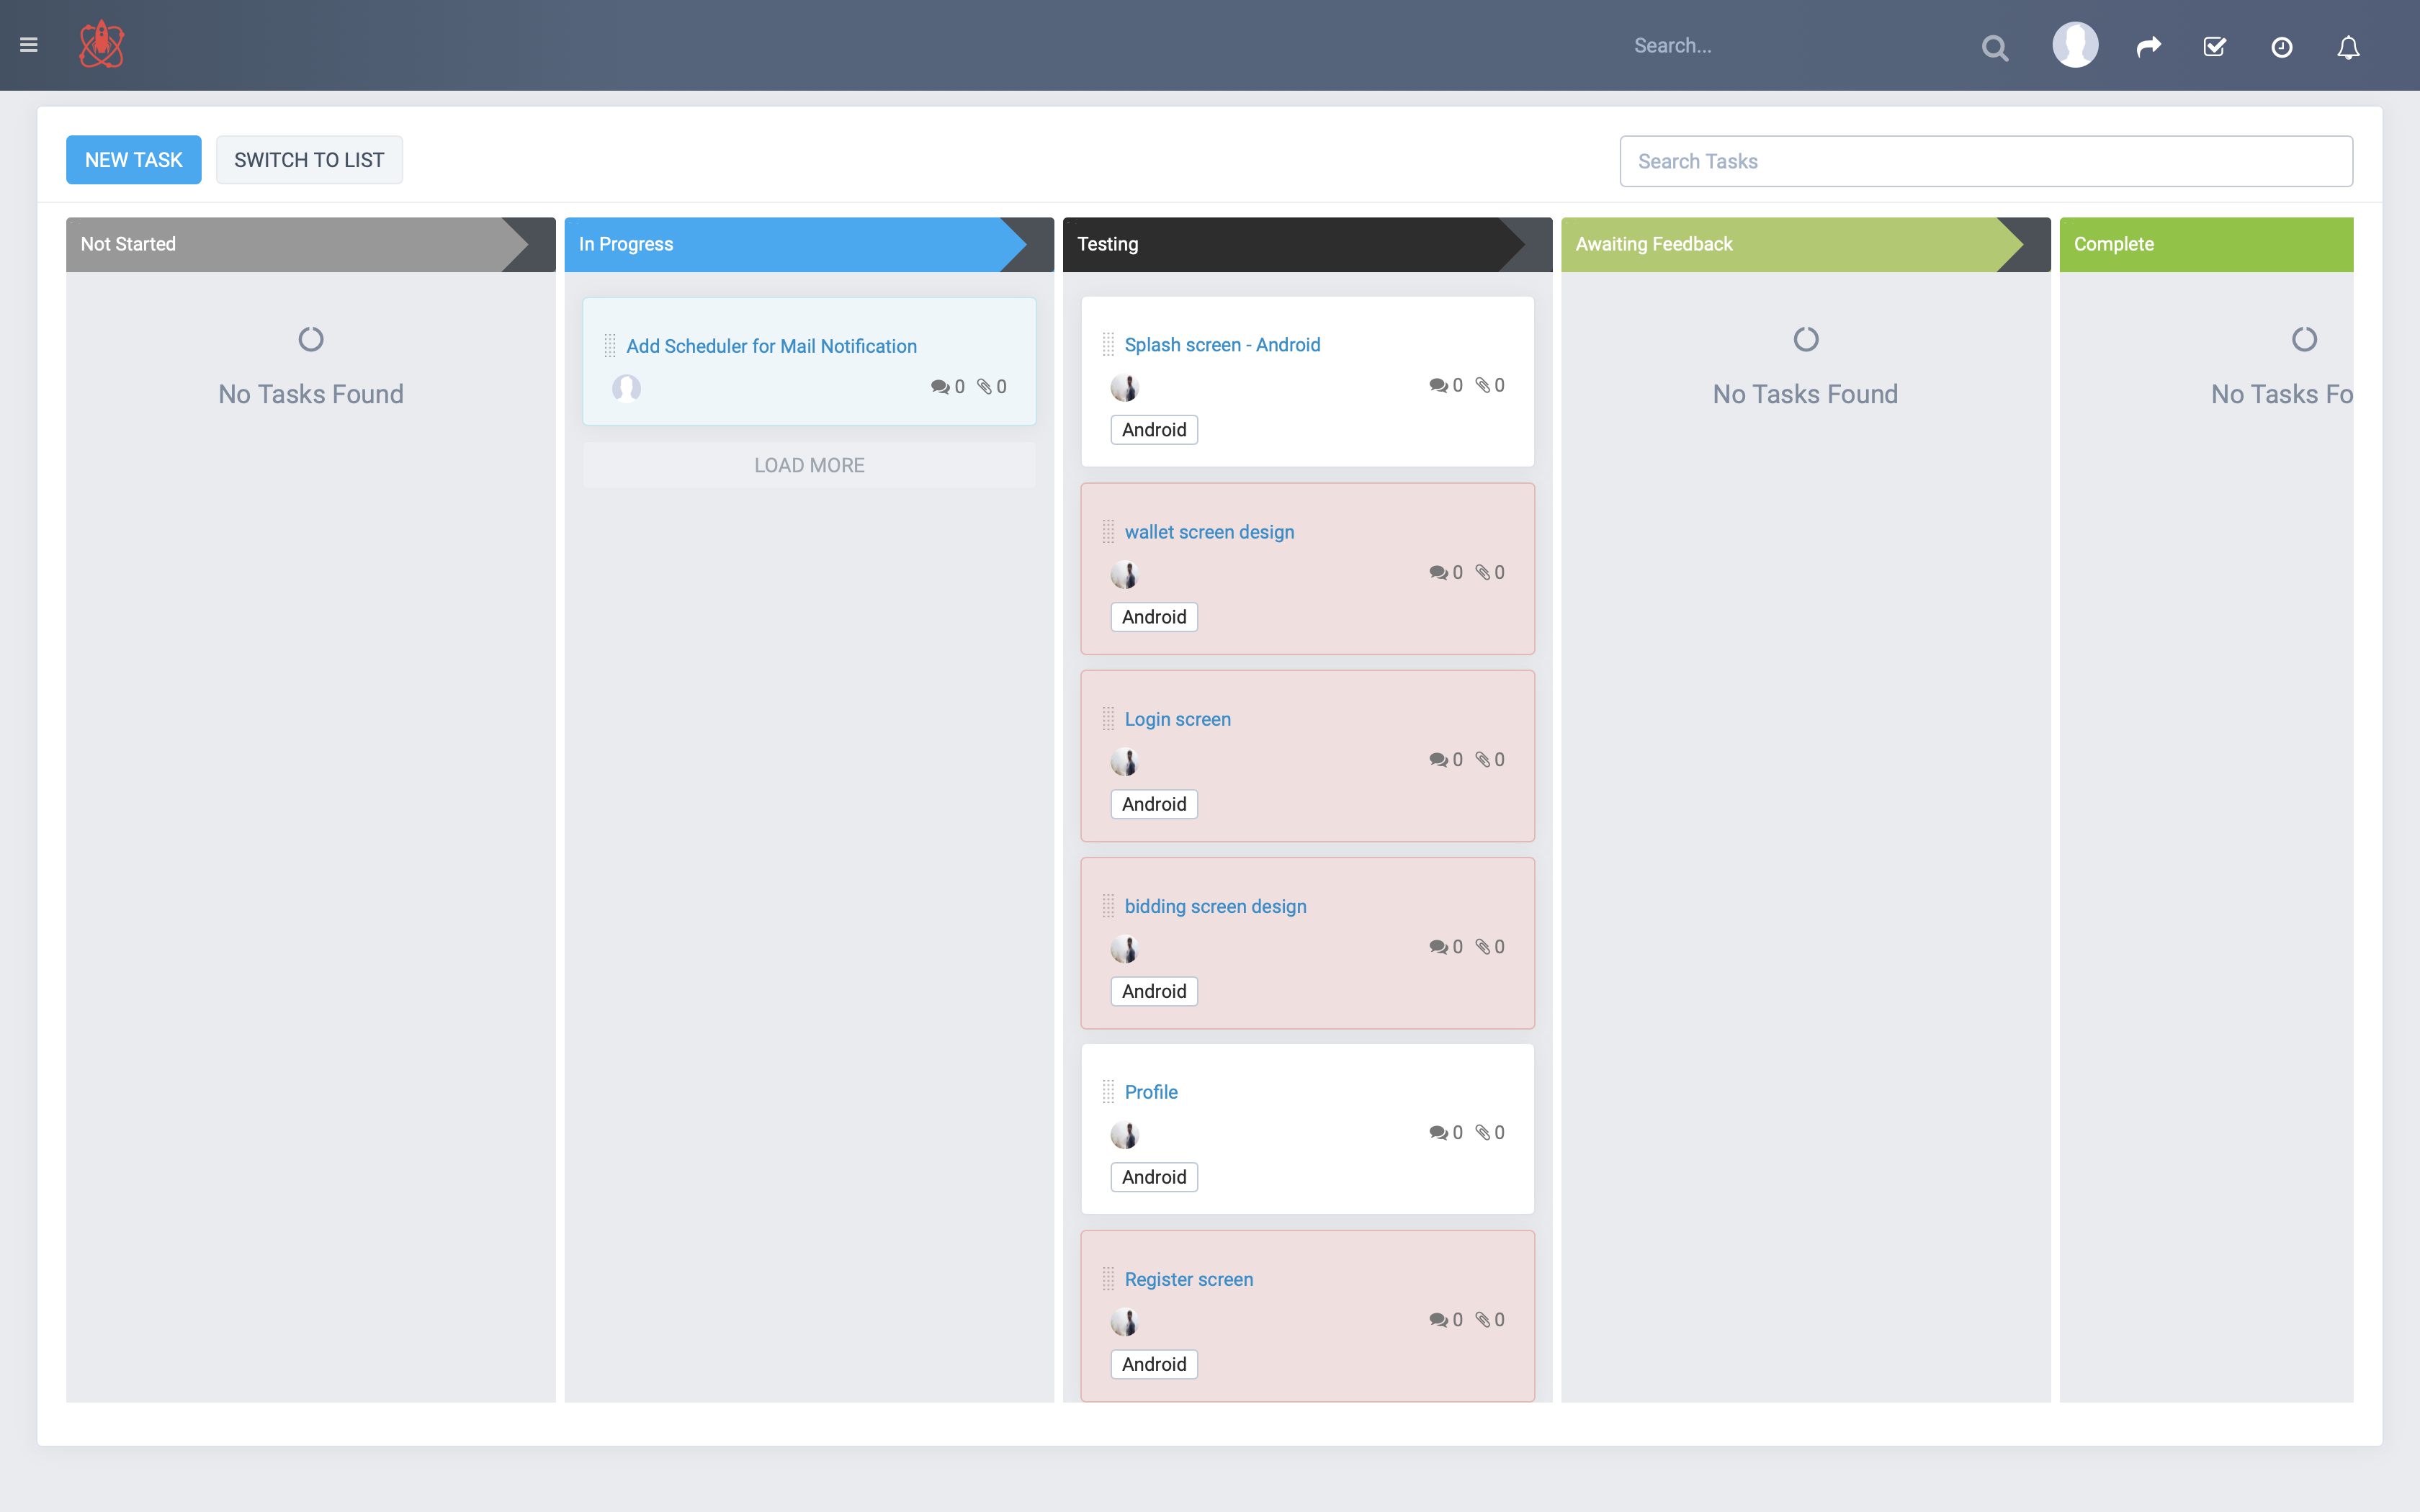 Search...
NEW TASK
SWITCH TO LIST
Search Tasks
Not Started
No Tasks Found
In Progress
Add Scheduler for Mail Notification
0 0
LOAD MORE
Testing
Splash screen - Android
0 0
Android
wallet screen design
0 0
Android
Login screen
0 0
Android
bidding screen design
0 0
Android
Profile
0 0
Android
Register screen
0 0
Android
Awaiting Feedback
No Tasks Found
Complete
No Tasks Fo